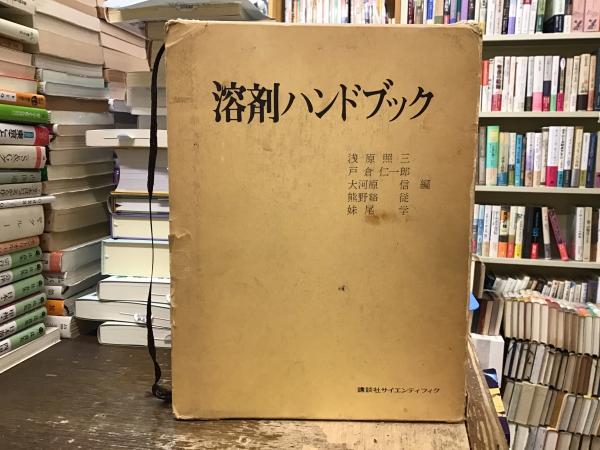 溶剤ハンドブック
浅原照三
戸倉仁一郎
大河原信 編
熊野谿従
妹尾学
講談社サイエンティフィク